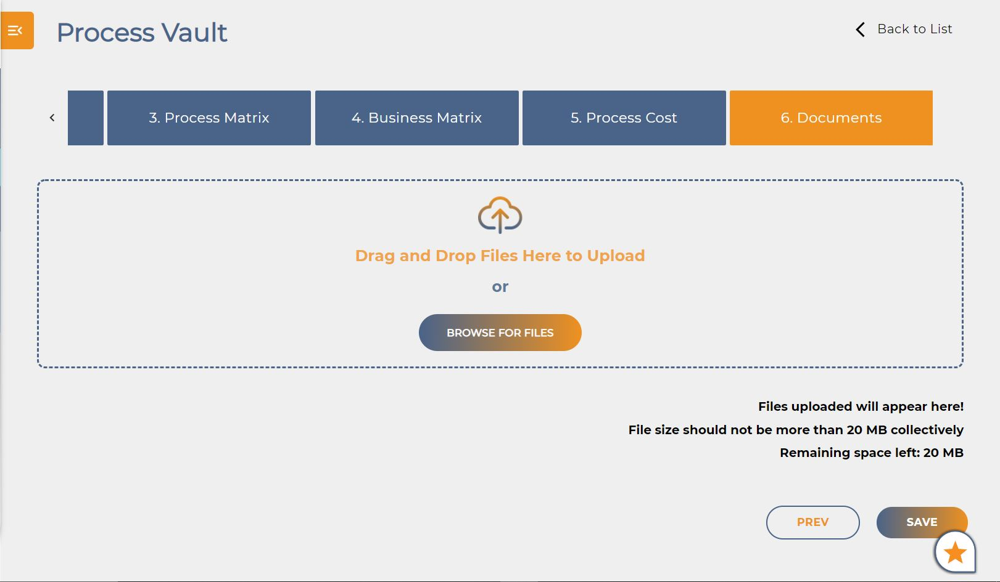 Process Vault
Back to List
3. Process Matrix
4. Business Matrix
5. Process Cost
6. Documents
Drag and Drop Files Here to Upload
or
BROWSE FOR FILES
Files uploaded will appear here!
File size should not be more than 20 MB collectively
Remaining space left: 20 MB
PREV
SAVE